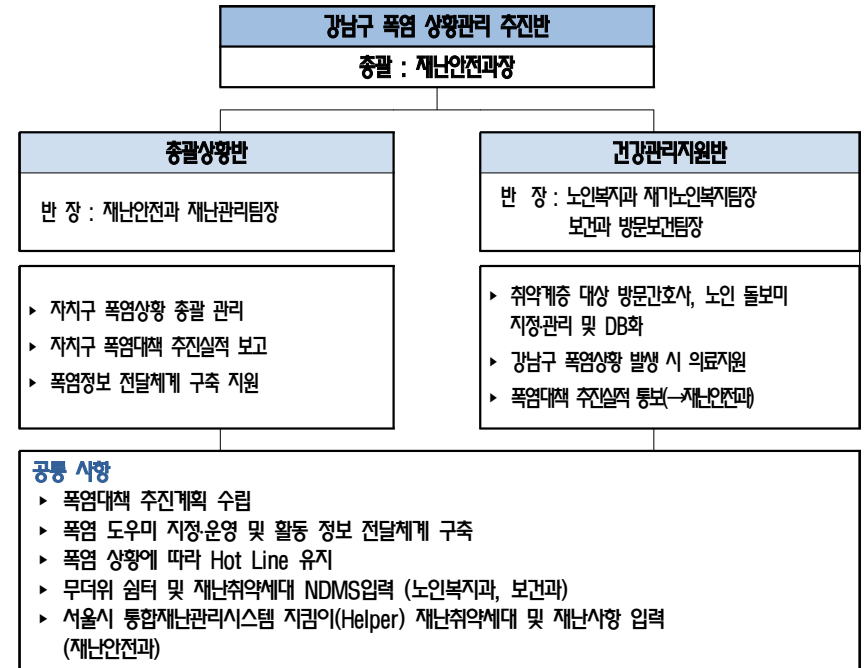 강남구 폭염 상황관리 추진반
총괄 : 재난안전과장
총괄상황반
반 장 : 재난안전과 재난관리팀장
▸ 자치구 폭염상황 총괄 관리
▸ 자치구 폭염대책 추진실적 보고
▸ 폭염정보 전달체계 구축 지원
건강관리지원반
반 장 : 노인복지과 재가노인복지팀장
보건과 방문보건팀장
▸ 취약계층 대상 방문간호사, 노인 돌보미
지정·관리 및 DB화
▸ 강남구 폭염상황 발생 시 의료지원
▸ 폭염대책 추진실적 통보(→재난안전과)
공통 사항
▸ 폭염대책 추진계획 수립
▸ 폭염 도우미 지정·운영 및 활동 정보 전달체계 구축
▸ 폭염 상황에 따라 Hot Line 유지
▸ 무더위 쉼터 및 재난취약세대 NDMS입력 (노인복지과, 보건과)
▸ 서울시 통합재난관리시스템 지킴이(Helper) 재난취약세대 및 재난사항 입력
(재난안전과)